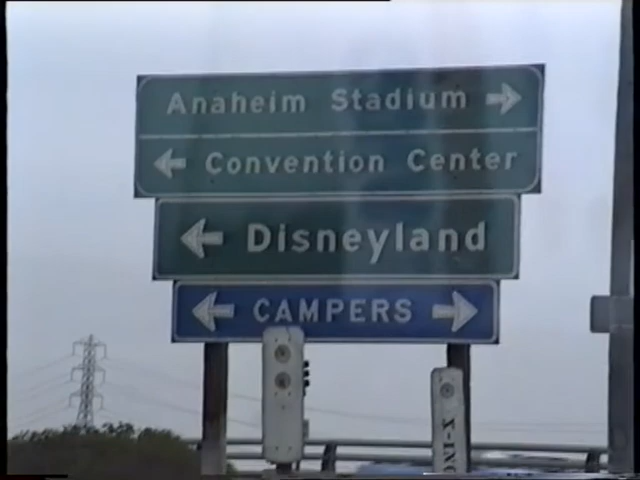 Anaheim Stadium →
← Convention Center
← Disneyland
← CAMPERS →